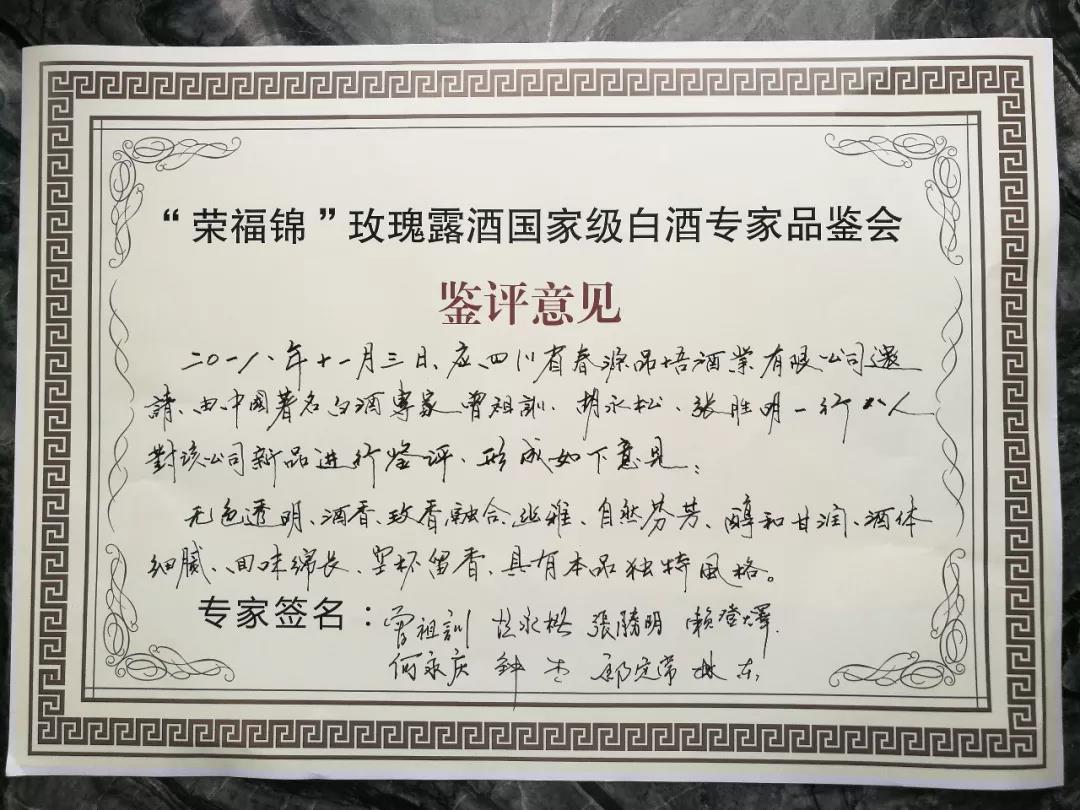 “荣福锦”玫瑰露酒国家级白酒专家品鉴会
鉴评意见
二〇一八年十一月三日、应四川省春涤品悟酒業有限公司邀
請、由中國著名白酒專家曾祖訓、胡永松、张胜明一行八人
對该公司新品进行鉴评、形成如下意見：
无色透明、酒香、玫香融合、幽雅、自然芬芳、醇和甘润、酒体
细腻、回味绵长、空杯留香、具有本品独特风格。
专家签名：曾祖訓 胡永松 張勝明 賴登燡
何永庆 钟杰 鄢定常 林东